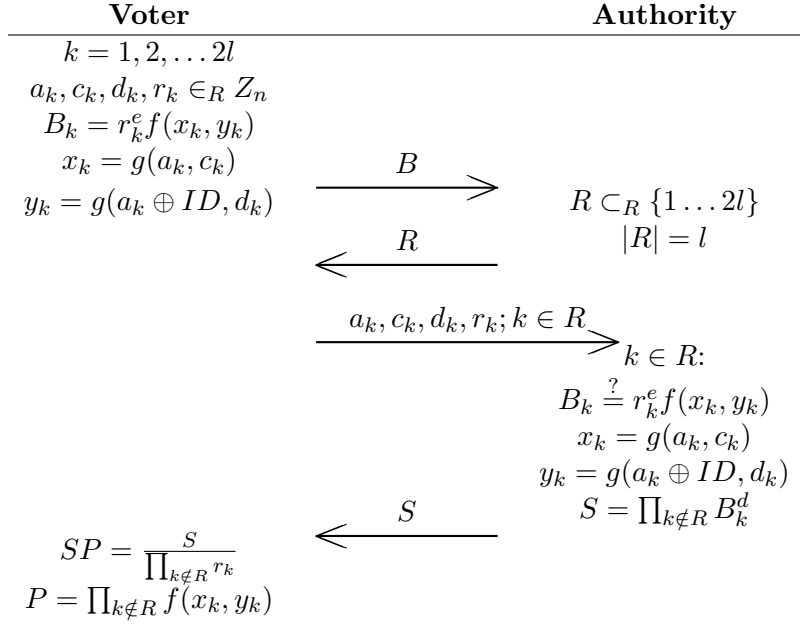 Voter Authority
k = 1, 2, . . . 2l
a_k, c_k, d_k, r_k ∈_R Z_n
B_k = r_k^e f(x_k, y_k)
x_k = g(a_k, c_k)
B
y_k = g(a_k ⊕ ID, d_k)
R ⊂_R {1 . . . 2l}
R
|R| = l
a_k, c_k, d_k, r_k; k ∈ R
k ∈ R:
B_k ≟ r_k^e f(x_k, y_k)
x_k = g(a_k, c_k)
y_k = g(a_k ⊕ ID, d_k)
S
S = ∏_{k∉R} B_k^d
SP = S / ∏_{k∉R} r_k
P = ∏_{k∉R} f(x_k, y_k)